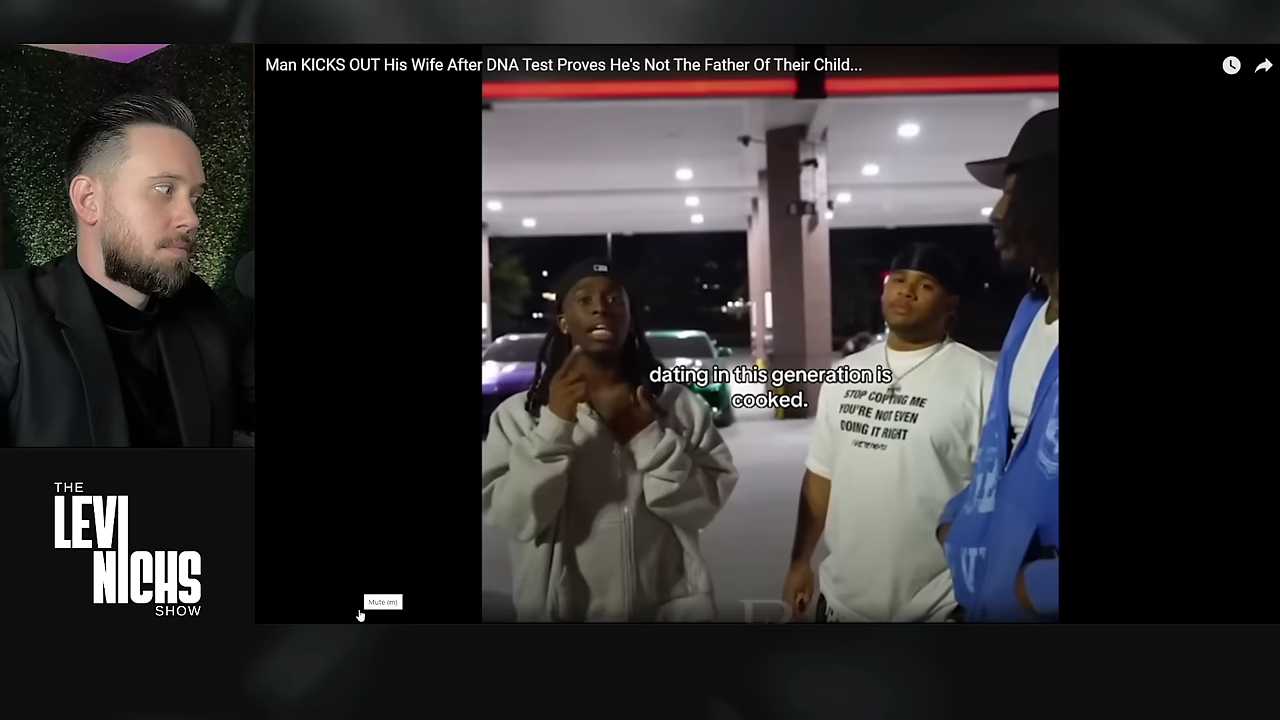 Man KICKS OUT His Wife After DNA Test Proves He's Not The Father Of Their Child...
dating in this generation is
cooked.
STOP COPYING ME
YOU'RE NOT EVEN
DOING IT RIGHT
THE
LEVI
NICHS
SHOW
Mute (m)